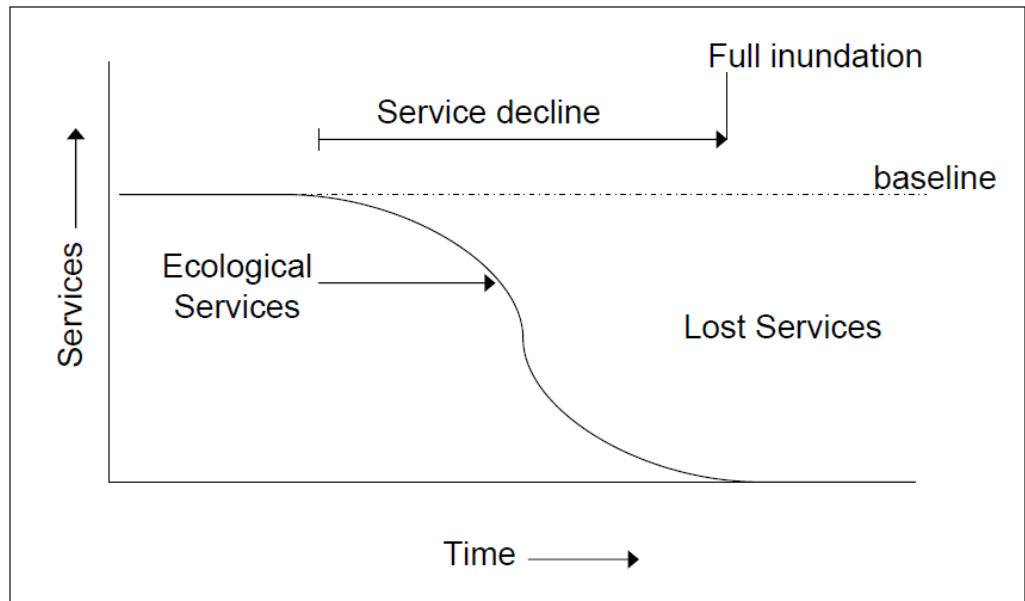 Full inundation
Service decline
baseline
Ecological
Services
Services
Lost Services
Time